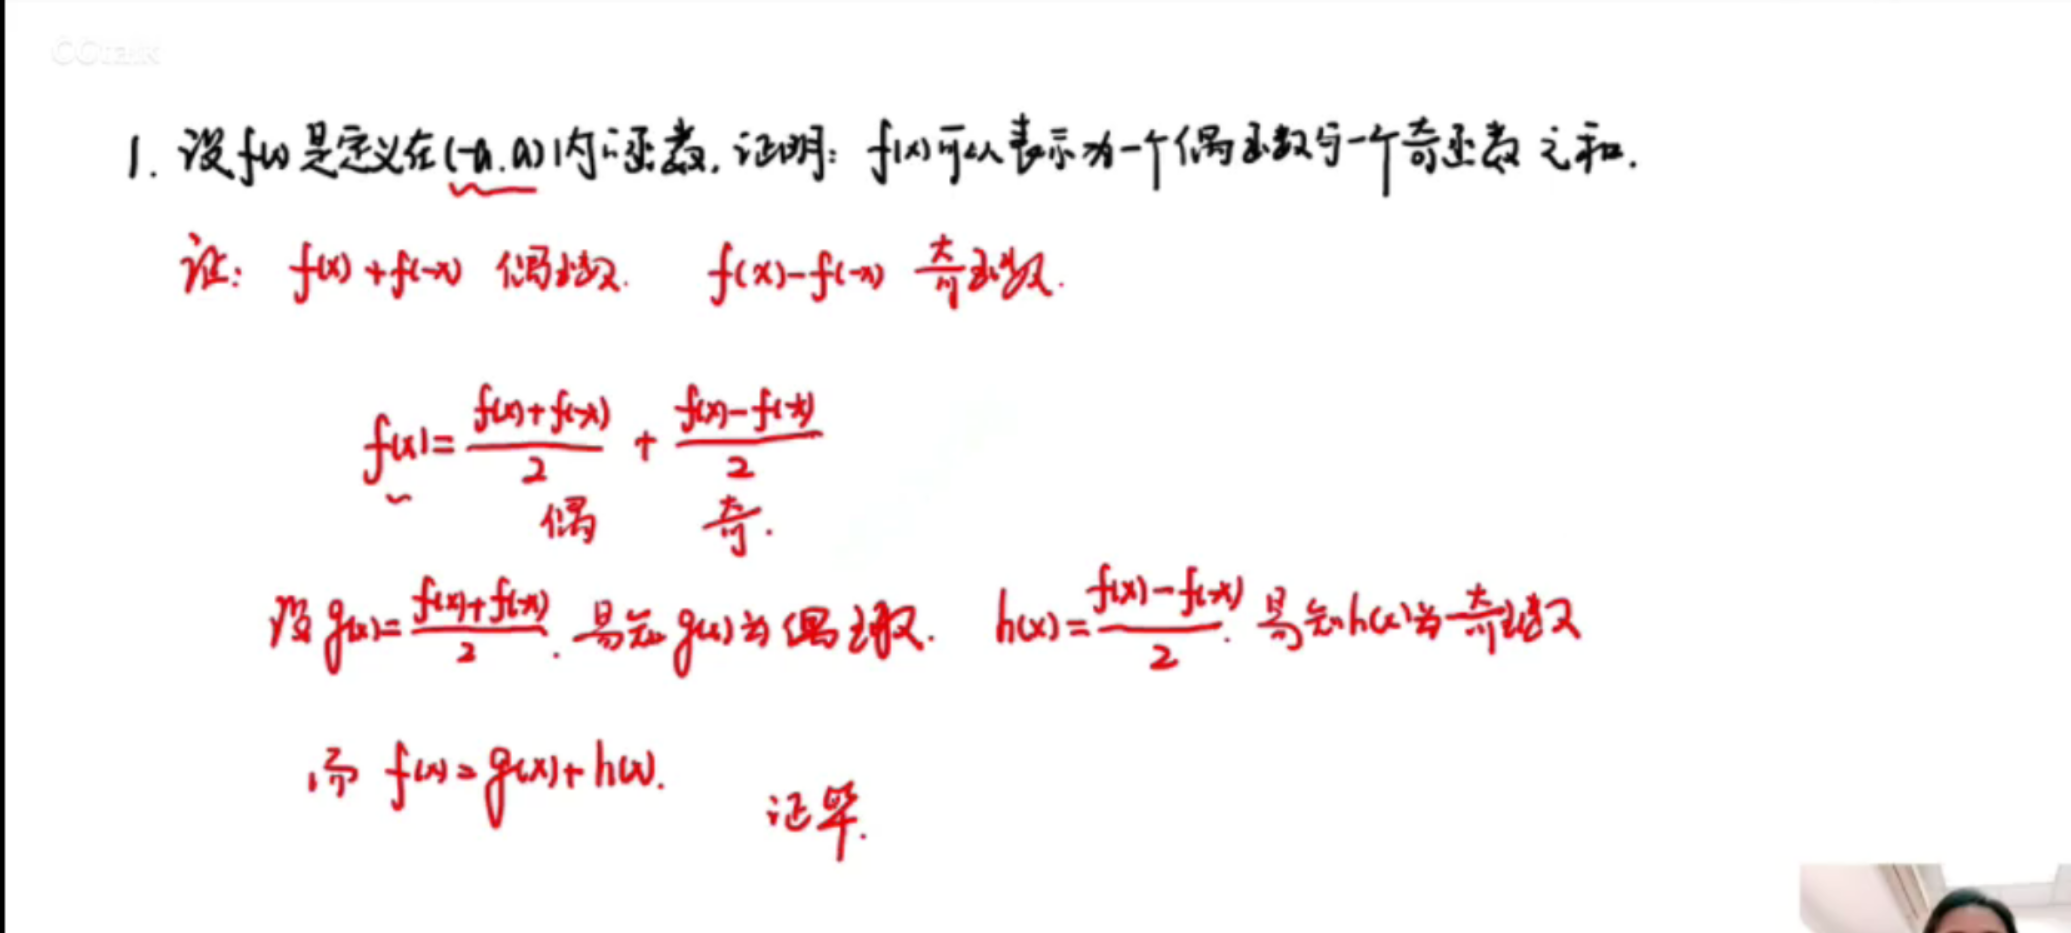 CCtalk
1. 设f(x)是定义在(-a,a)内的函数,证明: f(x)可以表示为一个偶函数与一个奇函数之和.
证: f(x)+f(-x) 偶函数. f(x)-f(-x) 奇函数.
f(x)= \frac{f(x)+f(-x)}{2} + \frac{f(x)-f(-x)}{2}
偶 奇.
设 g(x)= \frac{f(x)+f(-x)}{2}. 易知 g(x)为偶函数. h(x)= \frac{f(x)-f(-x)}{2}. 易知h(x)为奇函数
而 f(x)=g(x)+h(x).
证毕.